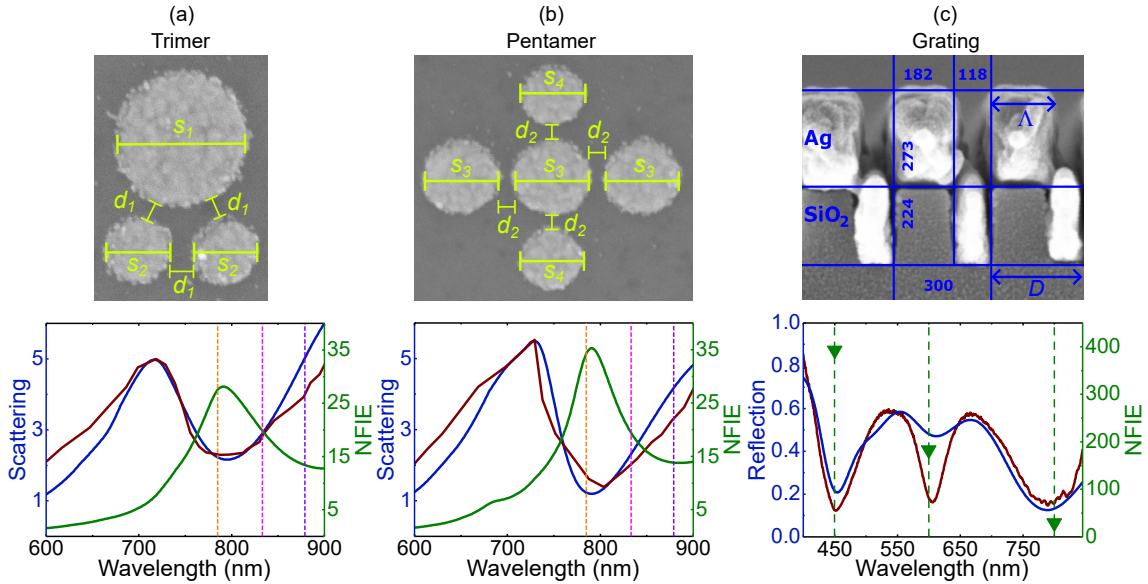 (a)
Trimer
s1
d1
d1
s2
s2
d1
(b)
Pentamer
s4
d2
d2
s3
s3
s3
d2
d2
s4
(c)
Grating
182
118
Λ
Ag
273
SiO2
224
300
D
Scattering
5
3
1
35
25
15
5
NFIE
600
700
800
900
Wavelength (nm)
Scattering
5
3
1
35
25
15
5
NFIE
600
700
800
900
Wavelength (nm)
Reflection
1.0
0.8
0.6
0.4
0.2
0.0
400
300
200
100
0
NFIE
450
550
650
750
Wavelength (nm)